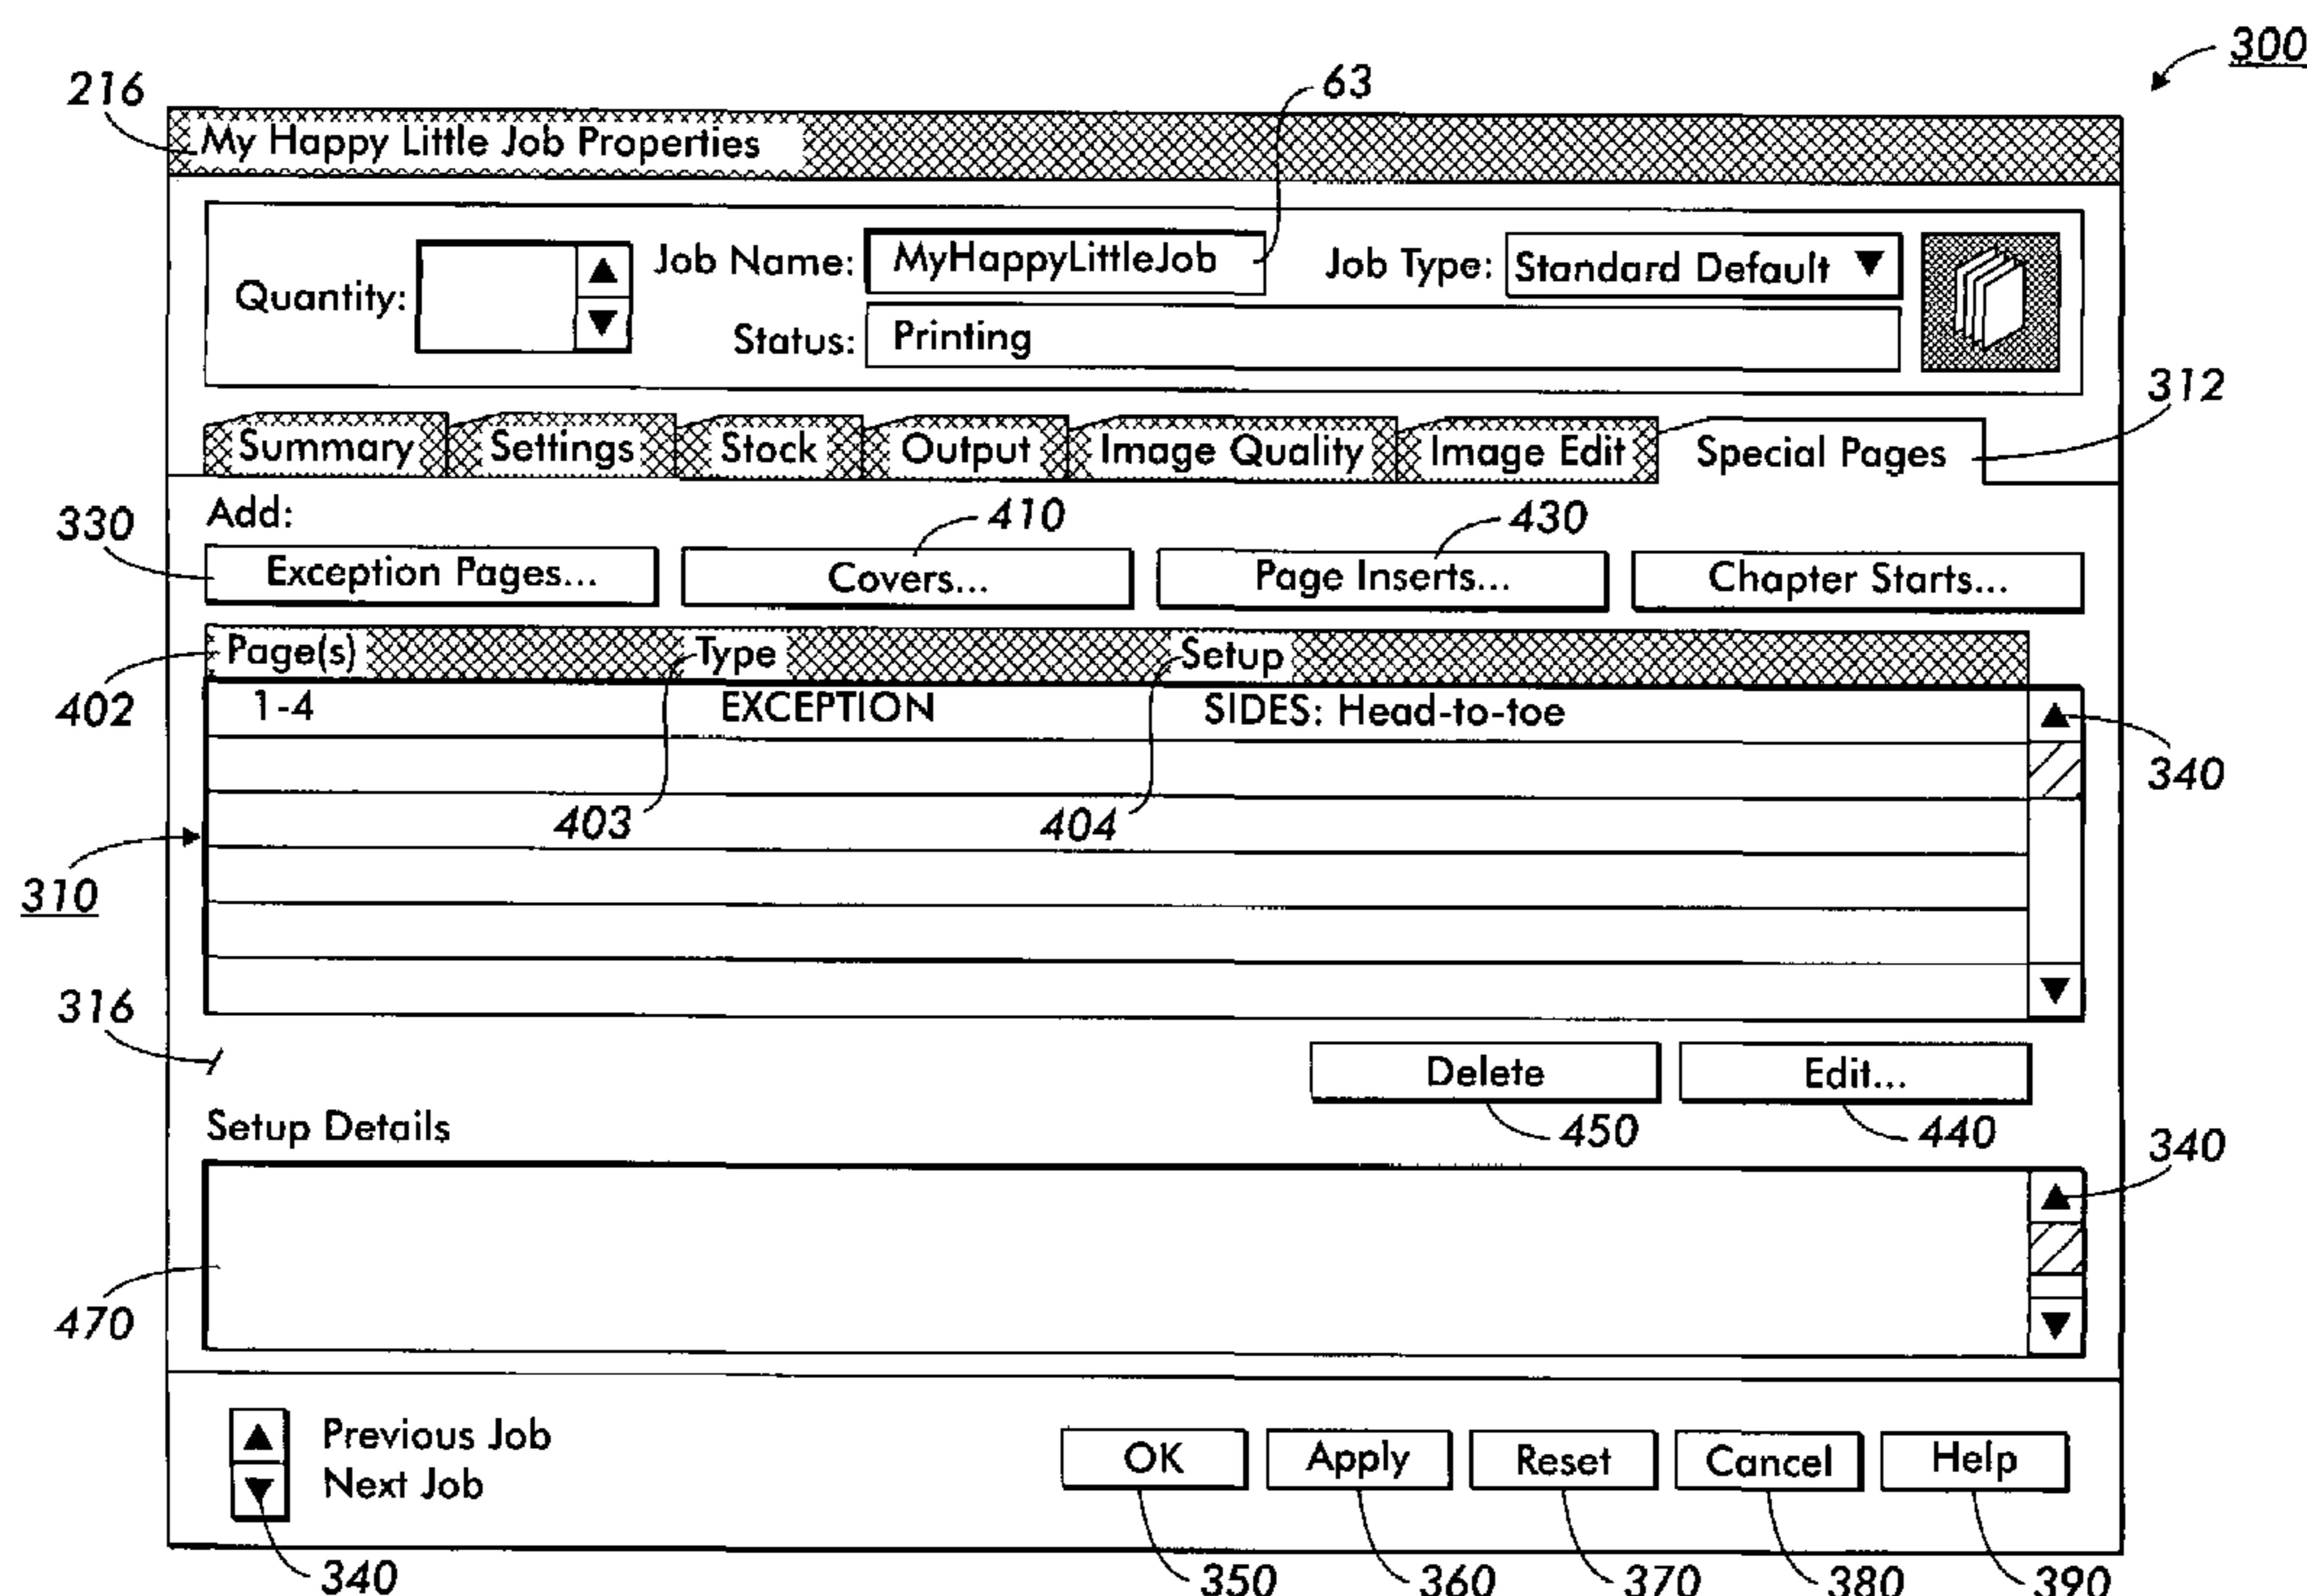 300
216
63
My Happy Little Job Properties
Quantity:
Job Name: MyHappyLittleJob
Job Type: Standard Default
Status: Printing
312
Summary Settings Stock Output Image Quality Image Edit Special Pages
Add:
330
410
430
Exception Pages... Covers... Page Inserts... Chapter Starts...
Page(s) Type Setup
402
1-4 EXCEPTION SIDES: Head-to-toe
340
403
404
310
316
Delete Edit...
450
440
Setup Details
340
470
Previous Job
Next Job
OK Apply Reset Cancel Help
340
350
360
370
380
390